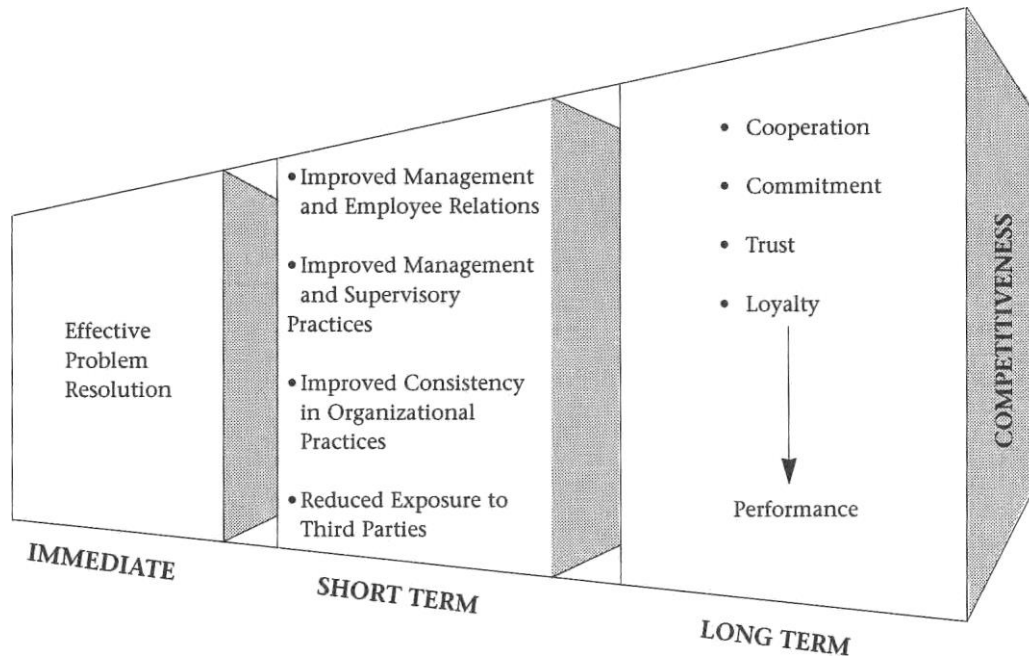 Effective
Problem
Resolution
IMMEDIATE
• Improved Management
and Employee Relations
• Improved Management
and Supervisory
Practices
• Improved Consistency
in Organizational
Practices
• Reduced Exposure to
Third Parties
SHORT TERM
• Cooperation
• Commitment
• Trust
• Loyalty
Performance
LONG TERM
COMPETITIVENESS